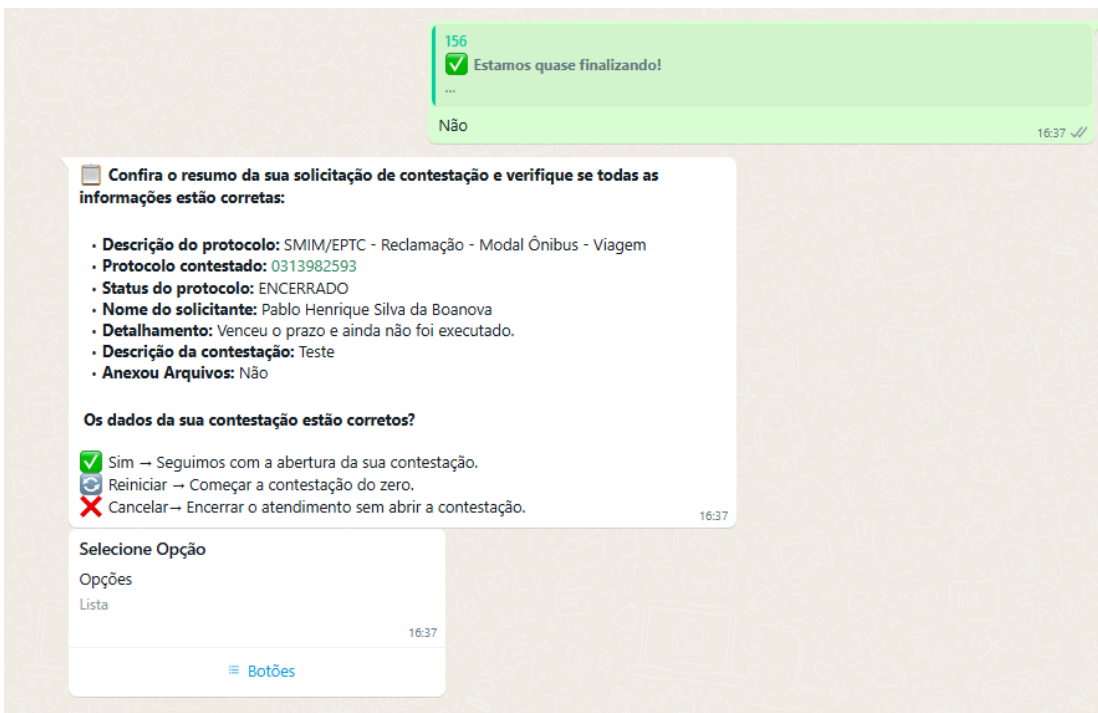 156
✅ Estamos quase finalizando!
...
Não
16:37
📋 Confira o resumo da sua solicitação de contestação e verifique se todas as
informações estão corretas:
• Descrição do protocolo: SMIM/EPTC - Reclamação - Modal Ônibus - Viagem
• Protocolo contestado: 0313982593
• Status do protocolo: ENCERRADO
• Nome do solicitante: Pablo Henrique Silva da Boanova
• Detalhamento: Venceu o prazo e ainda não foi executado.
• Descrição da contestação: Teste
• Anexou Arquivos: Não
Os dados da sua contestação estão corretos?
✅ Sim → Seguimos com a abertura da sua contestação.
🔄 Reiniciar → Começar a contestação do zero.
❌ Cancelar→ Encerrar o atendimento sem abrir a contestação.
16:37
Selecione Opção
Opções
Lista
16:37
Botões